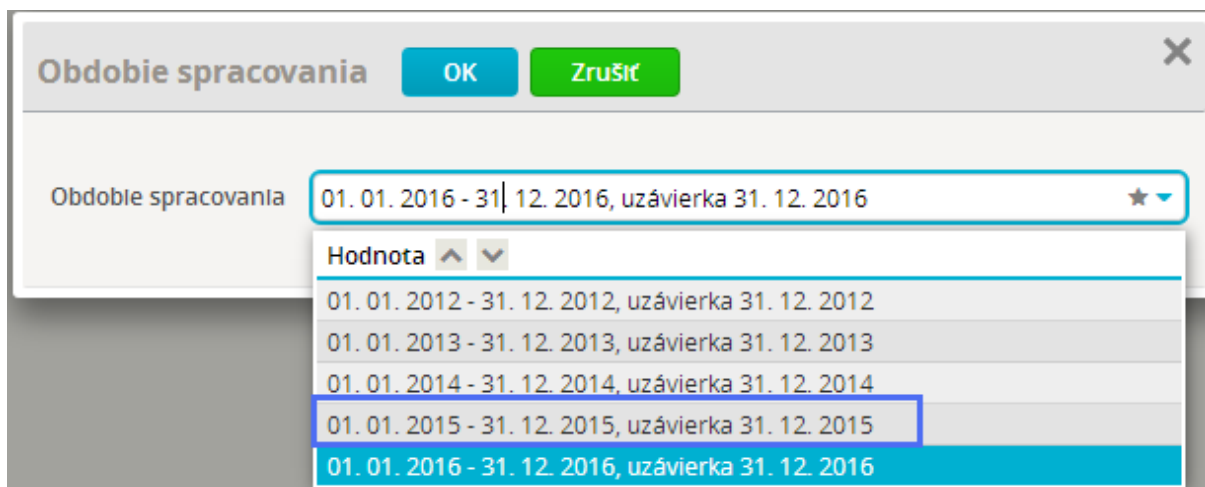 Obdobie spracovania OK Zrušiť
Obdobie spracovania 01. 01. 2016 - 31. 12. 2016, uzávierka 31. 12. 2016
Hodnota
01. 01. 2012 - 31. 12. 2012, uzávierka 31. 12. 2012
01. 01. 2013 - 31. 12. 2013, uzávierka 31. 12. 2013
01. 01. 2014 - 31. 12. 2014, uzávierka 31. 12. 2014
01. 01. 2015 - 31. 12. 2015, uzávierka 31. 12. 2015
01. 01. 2016 - 31. 12. 2016, uzávierka 31. 12. 2016